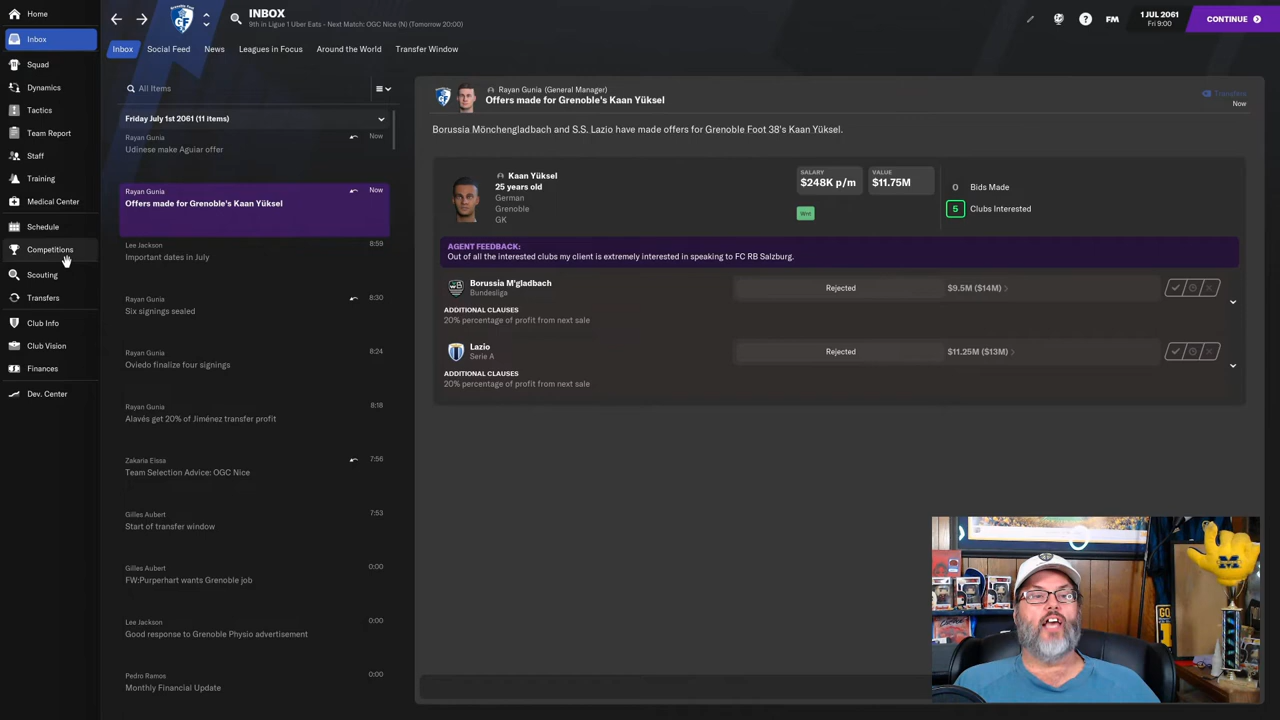 Home
Inbox
Squad
Dynamics
Tactics
Team Report
Staff
Training
Medical Center
Schedule
Competitions
Scouting
Transfers
Club Info
Club Vision
Finances
Dev. Center
INBOX
9th in Ligue 1 Uber Eats - Next Match: OGC Nice (N) (Tomorrow 20:00)
FM
1 JUL 2061
Fri 9:00
CONTINUE
Inbox
Social Feed
News
Leagues in Focus
Around the World
Transfer Window
All Items
Friday July 1st 2061 (11 items)
Rayan Gunia
Now
Udinese make Aguiar offer
Rayan Gunia
Now
Offers made for Grenoble's Kaan Yüksel
Lee Jackson
8:59
Important dates in July
Rayan Gunia
8:30
Six signings sealed
Rayan Gunia
8:24
Oviedo finalize four signings
Rayan Gunia
8:18
Alavés get 20% of Jiménez transfer profit
Zakaria Eissa
7:56
Team Selection Advice: OGC Nice
Gilles Aubert
7:53
Start of transfer window
Gilles Aubert
0:00
FW:Purperhart wants Grenoble job
Lee Jackson
0:00
Good response to Grenoble Physio advertisement
Pedro Ramos
0:00
Monthly Financial Update
Rayan Gunia (General Manager)
Offers made for Grenoble's Kaan Yüksel
Transfers
Now
Borussia Mönchengladbach and S.S. Lazio have made offers for Grenoble Foot 38's Kaan Yüksel.
Kaan Yüksel
25 years old
German
Grenoble
GK
SALARY
$248K p/m
VALUE
$11.75M
Wnt
0 Bids Made
5 Clubs Interested
AGENT FEEDBACK:
Out of all the interested clubs my client is extremely interested in speaking to FC RB Salzburg.
Borussia M'gladbach
Bundesliga
Rejected
$9.5M ($14M)
ADDITIONAL CLAUSES
20% percentage of profit from next sale
Lazio
Serie A
Rejected
$11.25M ($13M)
ADDITIONAL CLAUSES
20% percentage of profit from next sale